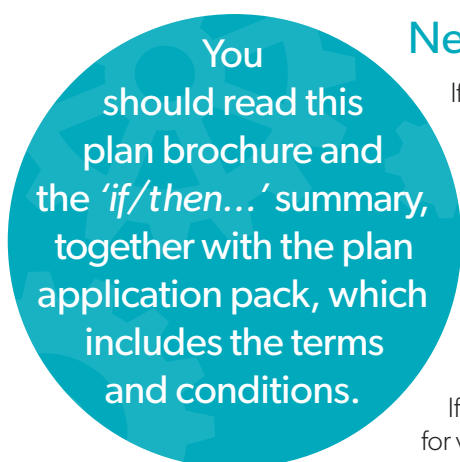 You
should read this
plan brochure and
the ‘if/then...’ summary,
together with the plan
application pack, which
includes the terms
and conditions.
Ne
If
If
for v